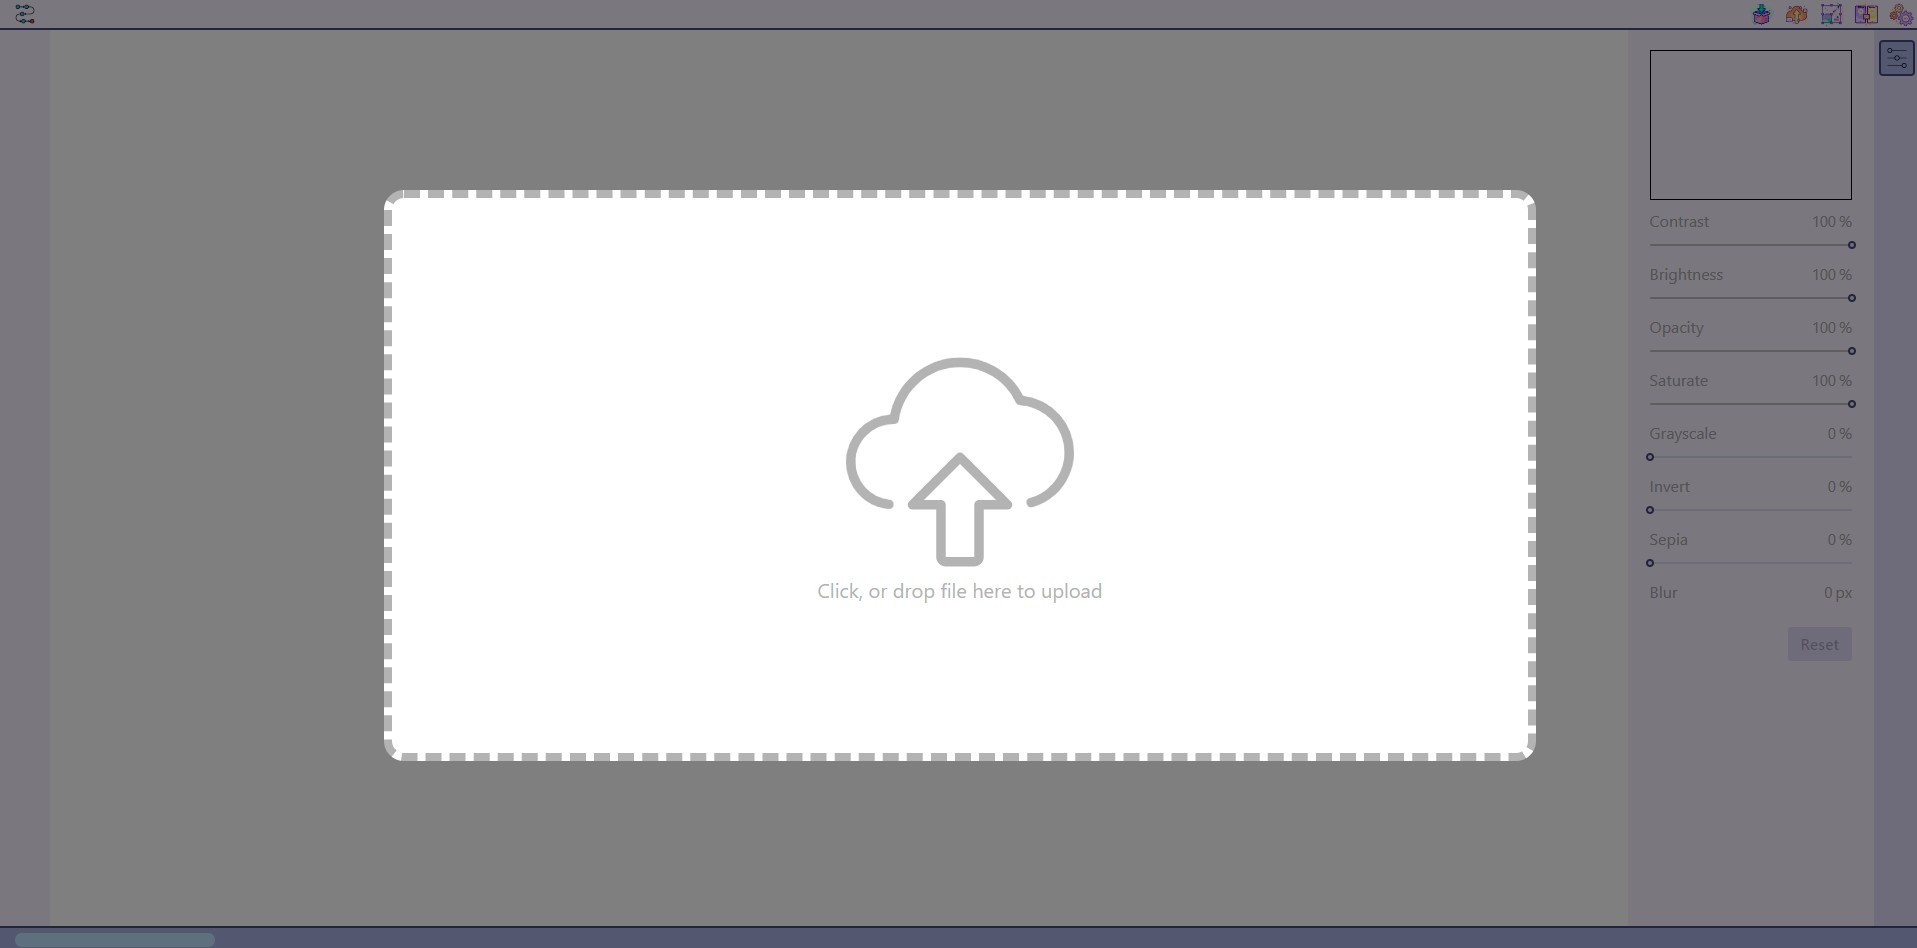 Click, or drop file here to upload
Contrast 100 %
Brightness 100 %
Opacity 100 %
Saturate 100 %
Grayscale 0 %
Invert 0 %
Sepia 0 %
Blur 0 px
Reset